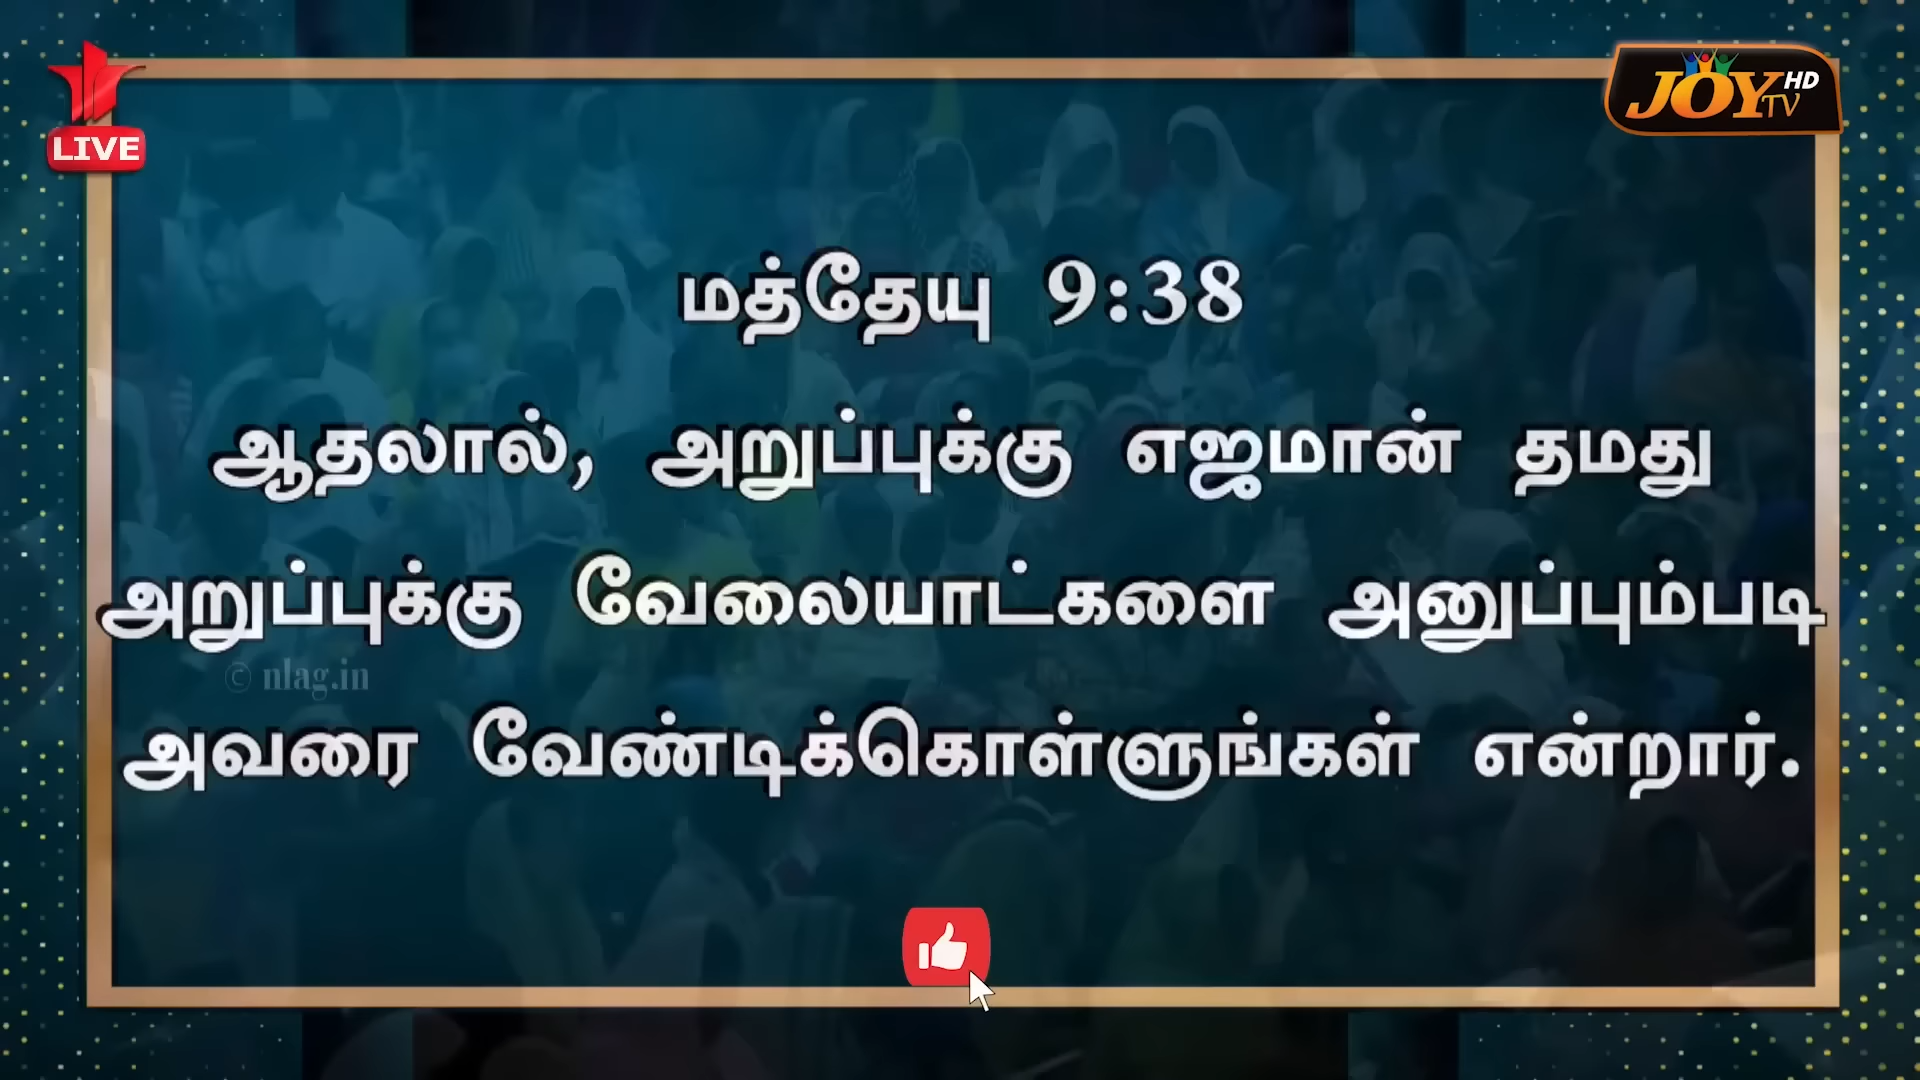 LIVE
JOY TV HD
மத்தேயு 9:38
ஆதலால், அறுப்புக்கு எஜமான் தமது
அறுப்புக்கு வேலையாட்களை அனுப்பும்படி
© nlag.in
அவரை வேண்டிக்கொள்ளுங்கள் என்றார்.